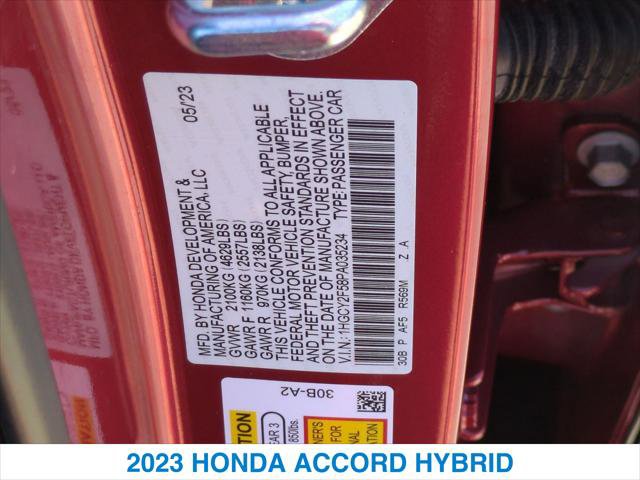 05/23
MFD. BY HONDA DEVELOPMENT &
MANUFACTURING OF AMERICA, LLC
GVWR 2100KG (4629LBS)
GAWR F 1160KG (2557LBS)
GAWR R 970KG (2138LBS)
THIS VEHICLE CONFORMS TO ALL APPLICABLE
FEDERAL MOTOR VEHICLE SAFETY, BUMPER,
AND THEFT PREVENTION STANDARDS IN EFFECT
ON THE DATE OF MANUFACTURE SHOWN ABOVE.
V.I.N.: 1HGCY2F58PA035234 TYPE: PASSENGER CAR
30B P AF5 R569M Z A
30B-A2
2023 HONDA ACCORD HYBRID